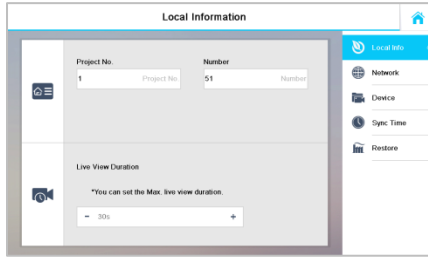 Local Information
Project No.
Number
1 Project No
51 Number
Live View Duration
*You can set the Max. live view duration.
- 30s +
Local Info
Network
Device
Sync Time
Restore